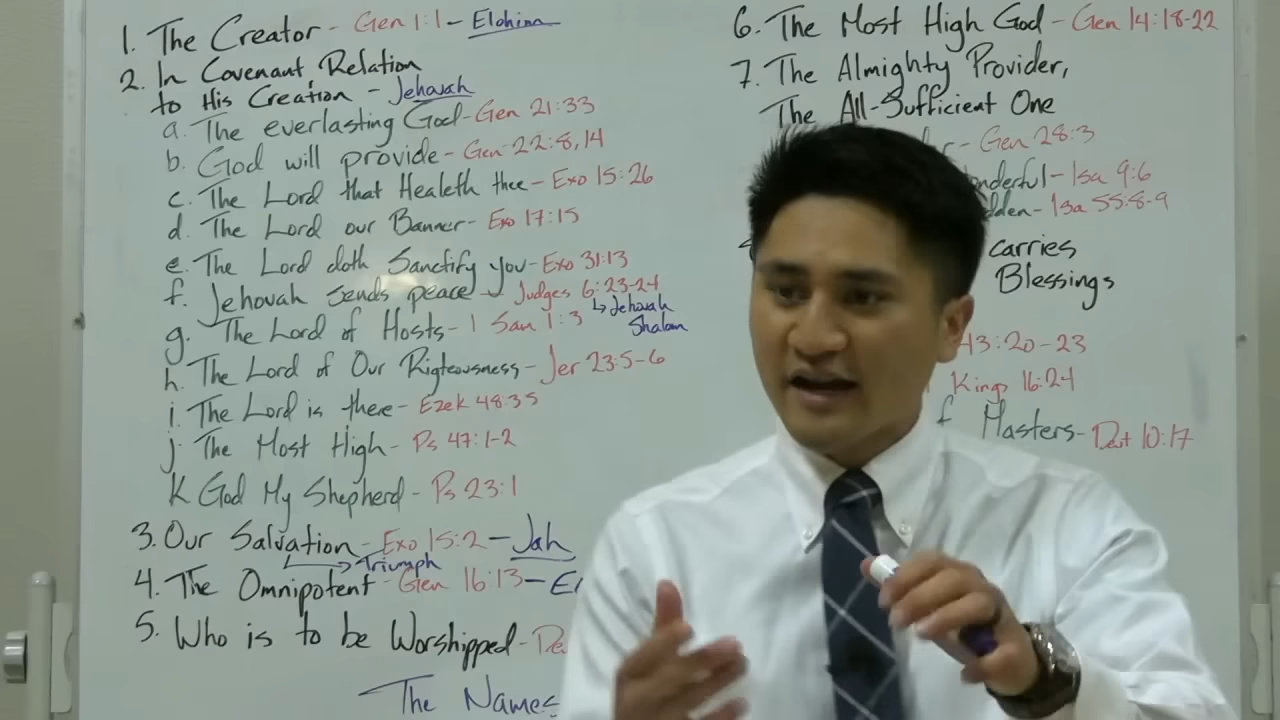 1. The Creator - Gen 1:1 - Elohim
2. In Covenant Relation
to His Creation - Jehovah
a. The everlasting God - Gen 21:33
b. God will provide - Gen 22:8,14
c. The Lord that Healeth thee - Exo 15:26
d. The Lord our Banner - Exo 17:15
e. The Lord doth Sanctify you - Exo 31:13
f. Jehovah sends peace - Judges 6:23-24
↳ Jehovah
Shalom
g. The Lord of Hosts - 1 Sam 1:3
h. The Lord of Our Righteousness - Jer 23:5-6
i. The Lord is there - Ezek 48:35
j. The Most High - Ps 47:1-2
K God My Shepherd - Ps 23:1
3. Our Salvation - Exo 15:2 - Jah
→ Triumph
4. The Omnipotent - Gen 16:13 - El
5. Who is to be Worshipped -
The Names
6. The Most High God - Gen 14:18-22
7. The Almighty Provider,
The All-Sufficient One
- Gen 28:3
- Isa 9:6
- Isa 55:8-9
carries
Blessings
43:20-23
Kings 16:24
f Masters - Deut 10:17